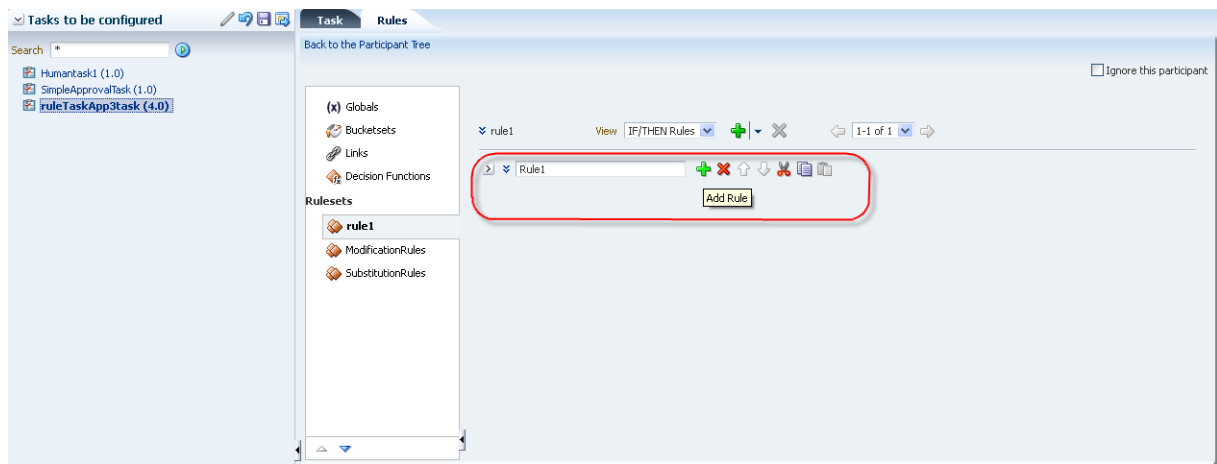 Tasks to be configured
Search *
Humantask1 (1.0)
SimpleApprovalTask (1.0)
ruleTaskApp3task (4.0)
Task Rules
Back to the Participant Tree
Ignore this participant
(x) Globals
Bucketsets
Links
Decision Functions
Rulesets
rule1
ModificationRules
SubstitutionRules
rule1 View IF/THEN Rules 1-1 of 1
Rule1
Add Rule